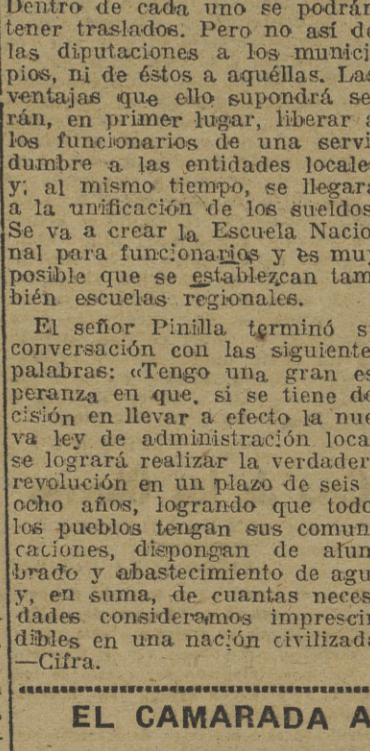 Dentro de cada uno se podrán
tener traslados. Pero no así de
las diputaciones a los munici
pios, ni de éstos a aquéllas. Las
ventajas que ello supondrá se
rán, en primer lugar, liberar a
los funcionarios de una servi
dumbre a las entidades locale
y, al mismo tiempo, se llegará
a la unificación de los sueldos
Se va a crear la Escuela Nacio
nal para funcionarios y es muy
posible que se establezcan tam
bién escuelas regionales.
El señor Pinilla terminó s
conversación con las siguiente
palabras: «Tengo una gran es
peranza en que, si se tiene de
cisión en llevar a efecto la nue
va ley de administración loca
se logrará realizar la verdader
revolución en un plazo de seis
ocho años, logrando que todo
los pueblos tengan sus comun
caciones, dispongan de alum
brado y abastecimiento de agu
y, en suma, de cuantas neces
dades consideramos imprescin
dibles en una nación civilizada
—Cifra.
EL CAMARADA A